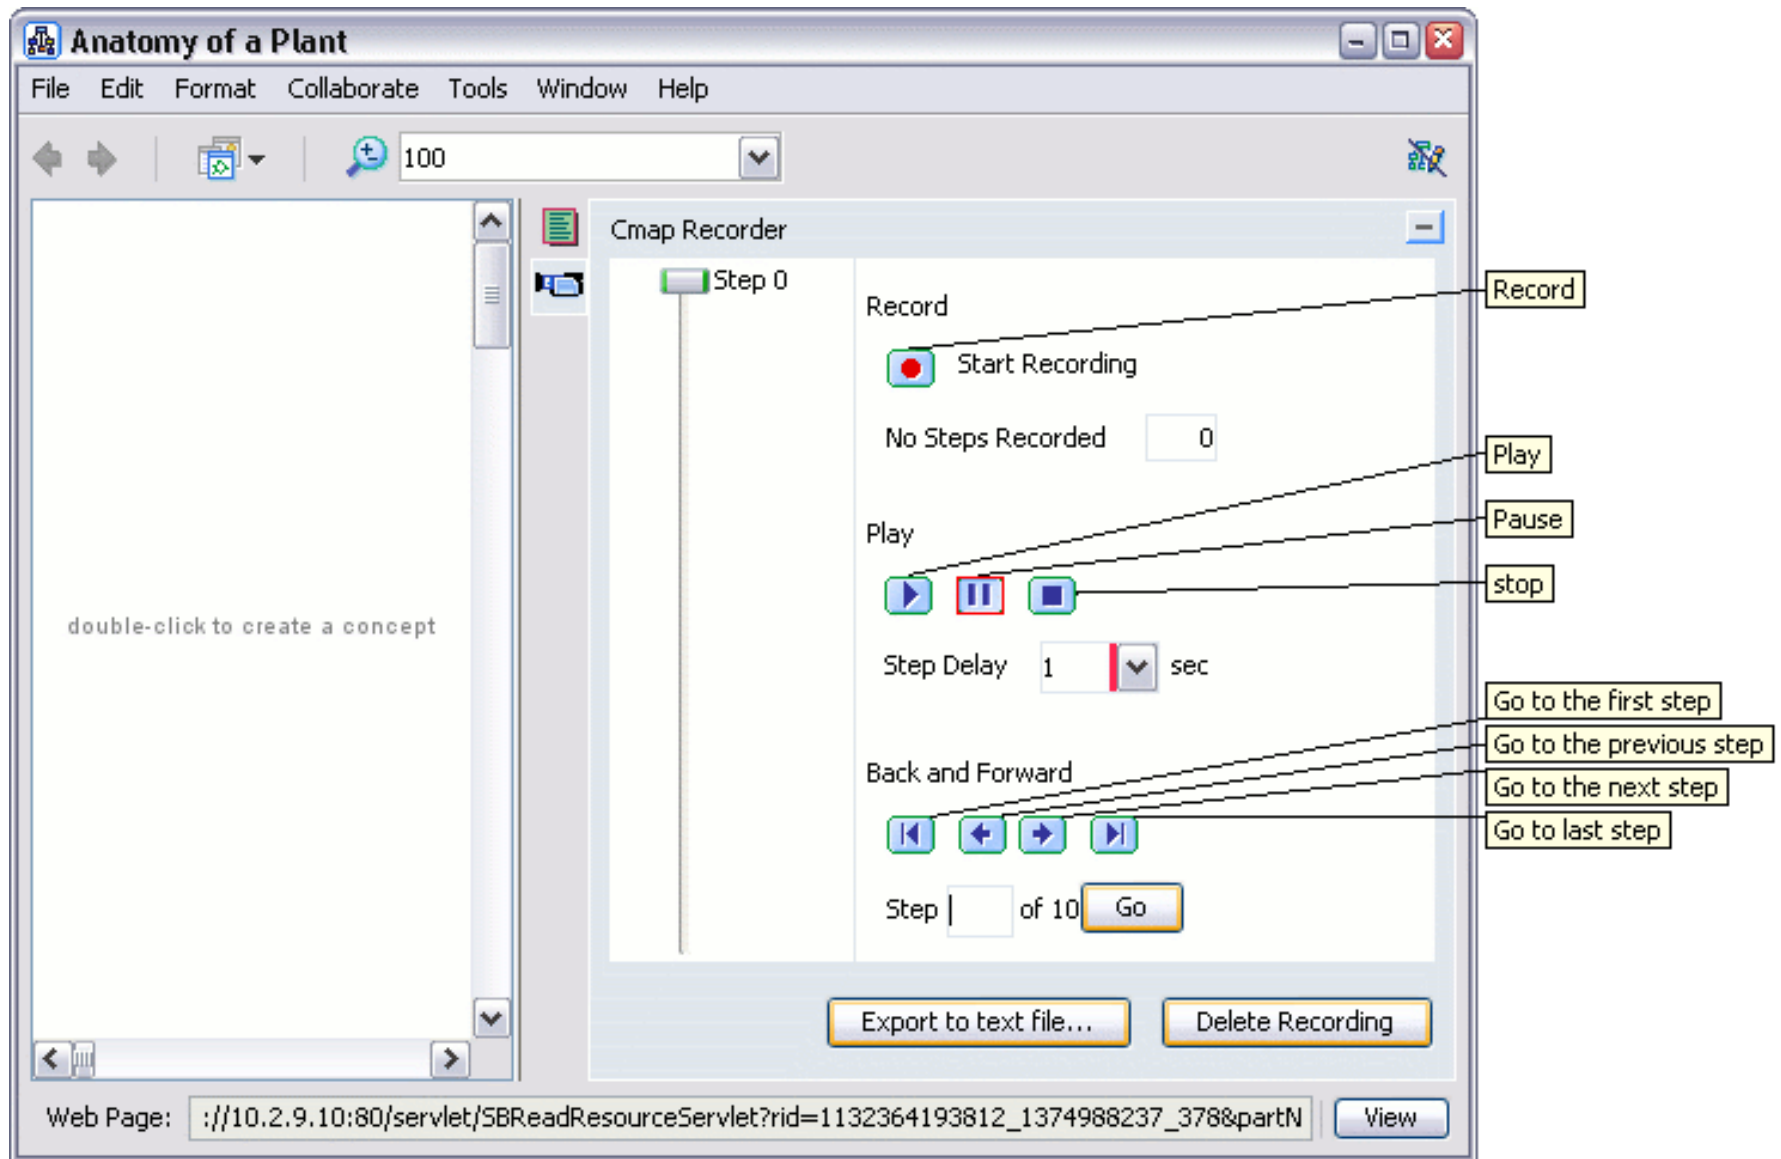 Anatomy of a Plant
File Edit Format Collaborate Tools Window Help
100
Cmap Recorder
Step 0
Record
Start Recording
No Steps Recorded 0
Play
Step Delay 1 sec
Back and Forward
Step of 10 Go
Export to text file... Delete Recording
double-click to create a concept
Web Page: ://10.2.9.10:80/servlet/SBReadResourceServlet?rid=1132364193812_1374988237_378&partN View
Record
Play
Pause
stop
Go to the first step
Go to the previous step
Go to the next step
Go to last step